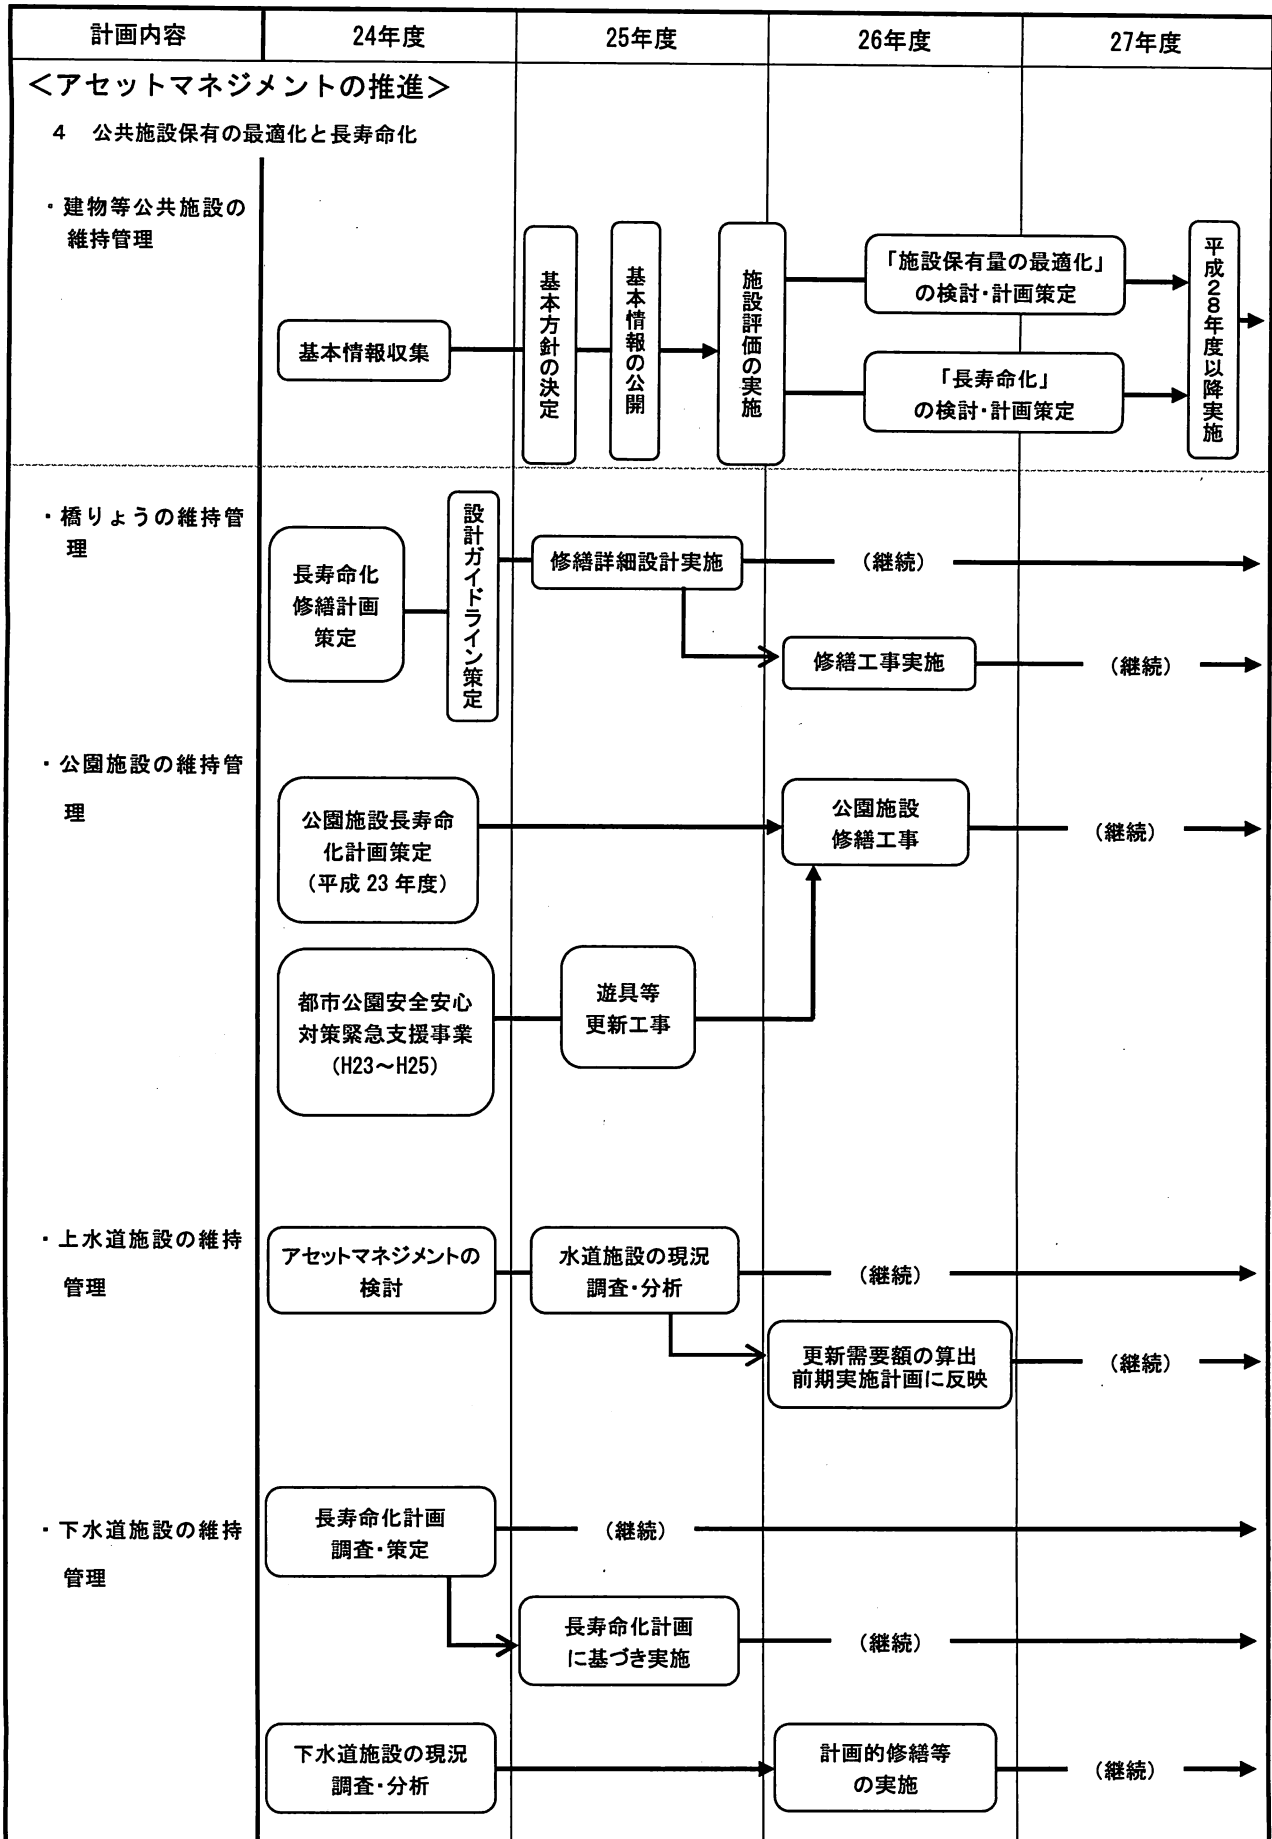 計画内容
24年度
25年度
26年度
27年度
＜アセットマネジメントの推進＞
4　公共施設保有の最適化と長寿命化
・建物等公共施設の
維持管理
基本情報収集
基本方針の決定
基本情報の公開
施設評価の実施
「施設保有量の最適化」
の検討・計画策定
「長寿命化」
の検討・計画策定
平成28年度以降実施
・橋りょうの維持管
理
長寿命化
修繕計画
策定
設計ガイドライン策定
修繕詳細設計実施
（継続）
修繕工事実施
（継続）
・公園施設の維持管
理
公園施設長寿命
化計画策定
（平成 23 年度）
公園施設
修繕工事
（継続）
都市公園安全安心
対策緊急支援事業
（H23～H25）
遊具等
更新工事
・上水道施設の維持
管理
アセットマネジメントの
検討
水道施設の現況
調査・分析
（継続）
更新需要額の算出
前期実施計画に反映
（継続）
・下水道施設の維持
管理
長寿命化計画
調査・策定
（継続）
長寿命化計画
に基づき実施
（継続）
下水道施設の現況
調査・分析
計画的修繕等
の実施
（継続）